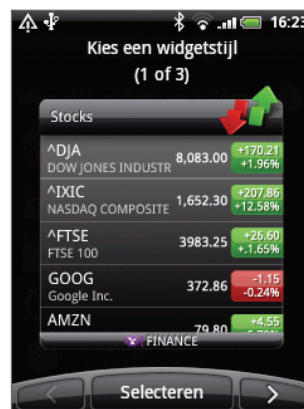 16:23
Kies een widgetstijl
(1 of 3)
Stocks
^DJA
DOW JONES INDUSTR
8,083.00
+170.21
+1.96%
^IXIC
NASDAQ COMPOSITE
1,652.30
+207.86
+12.58%
^FTSE
FTSE 100
3983.25
+26.60
+.1.65%
GOOG
Google Inc.
372.86
-1.15
-0.24%
AMZN
79.80
+4.55
FINANCE
Selecteren